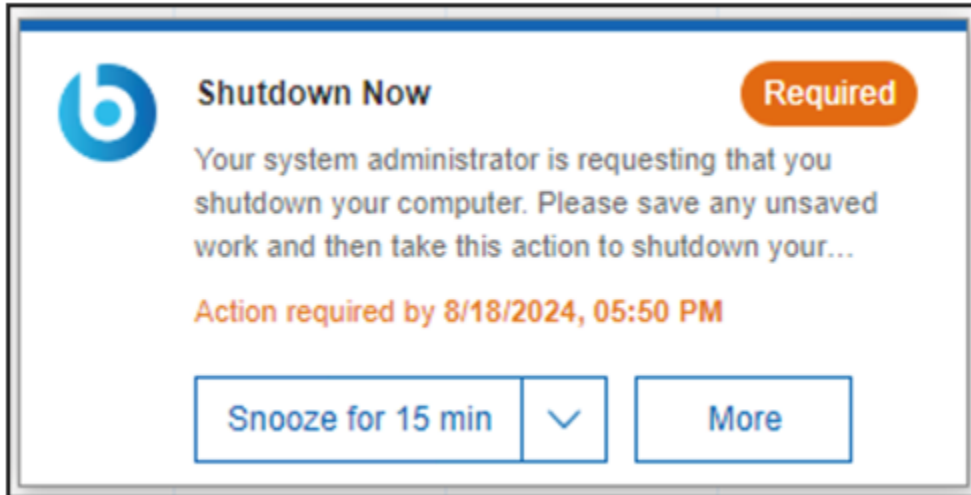 Shutdown Now
Required
Your system administrator is requesting that you
shutdown your computer. Please save any unsaved
work and then take this action to shutdown your...
Action required by 8/18/2024, 05:50 PM
Snooze for 15 min
More